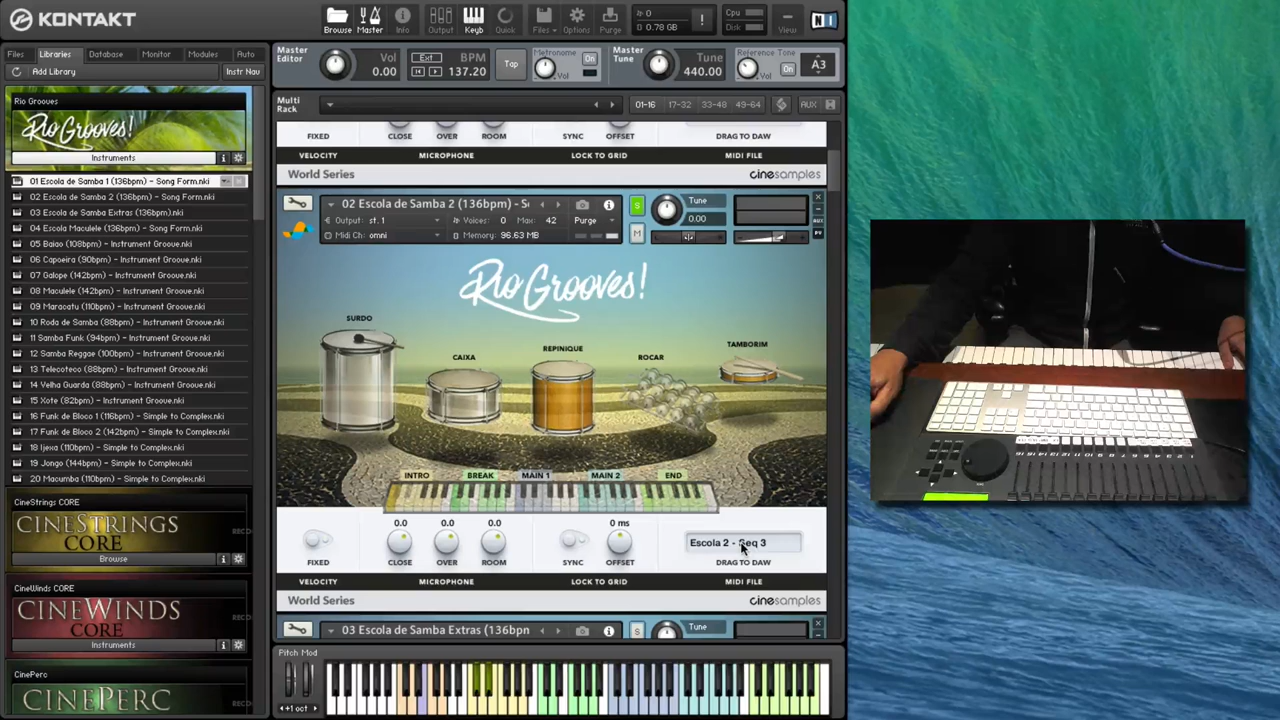 KONTAKT
Browse Master Info Output Keyb Quick Files Options Purge
0
0.78 GB
!
Cpu
Disk
View
NI
Files Libraries Database Monitor Modules Auto
Add Library Instr Nav
Rio Grooves
Rio Grooves!
Instruments
01 Escola de Samba 1 (136bpm) - Song Form.nki
02 Escola de Samba 2 (136bpm) - Song Form.nki
03 Escola de Samba Extras (136bpm).nki
04 Escola Maculele (142bpm) - Song Form.nki
05 Baiao (108bpm) - Instrument Groove.nki
06 Capoeira (90bpm) - Instrument Groove.nki
07 Galope (142bpm) - Instrument Groove.nki
08 Maculele (142bpm) - Instrument Groove.nki
09 Maracatu (110bpm) - Instrument Groove.nki
10 Roda de Samba (88bpm) - Instrument Groove.nki
11 Samba Funk (94bpm) - Instrument Groove.nki
12 Samba Reggae (100bpm) - Instrument Groove.nki
13 Telecoteco (88bpm) - Instrument Groove.nki
14 Velha Guarda (88bpm) - Instrument Groove.nki
15 Xote (82bpm) - Instrument Groove.nki
16 Funk de Bloco 1 (116bpm) - Simple to Complex.nki
17 Funk de Bloco 2 (142bpm) - Simple to Complex.nki
18 Ijexa (110bpm) - Simple to Complex.nki
19 Jongo (144bpm) - Simple to Complex.nki
20 Macumba (110bpm) - Simple to Complex.nki
CineStrings CORE
CINESTRINGS
CORE
Browse
CineWinds CORE
CINEWINDS
CORE
Instruments
CinePerc
CINEPERC
Master
Editor
Vol
0.00
Ext
BPM
137.20
Tap
Metronome
On
Vol
Master
Tune
Tune
440.00
Reference Tone
Vol
On
A3
Multi
Rack
01-16 17-32 33-48 49-64 AUX
FIXED CLOSE OVER ROOM SYNC OFFSET DRAG TO DAW
VELOCITY MICROPHONE LOCK TO GRID MIDI FILE
World Series cinesamples
02 Escola de Samba 2 (136bpm) - S
Output: st.1 Voices: 0 Max: 42 Purge
Midi Ch: omni Memory: 96.63 MB
S
M
Tune
0.00
AUX
PV
Rio Grooves!
SURDO
CAIXA
REPINIQUE
ROCAR
TAMBORIM
INTRO BREAK MAIN 1 MAIN 2 END
0.0 0.0 0.0 0 ms
Escola 2 - Seq 3
FIXED CLOSE OVER ROOM SYNC OFFSET DRAG TO DAW
VELOCITY MICROPHONE LOCK TO GRID MIDI FILE
World Series cinesamples
03 Escola de Samba Extras (136bpn
S
Tune
Pitch Mod
+1 oct